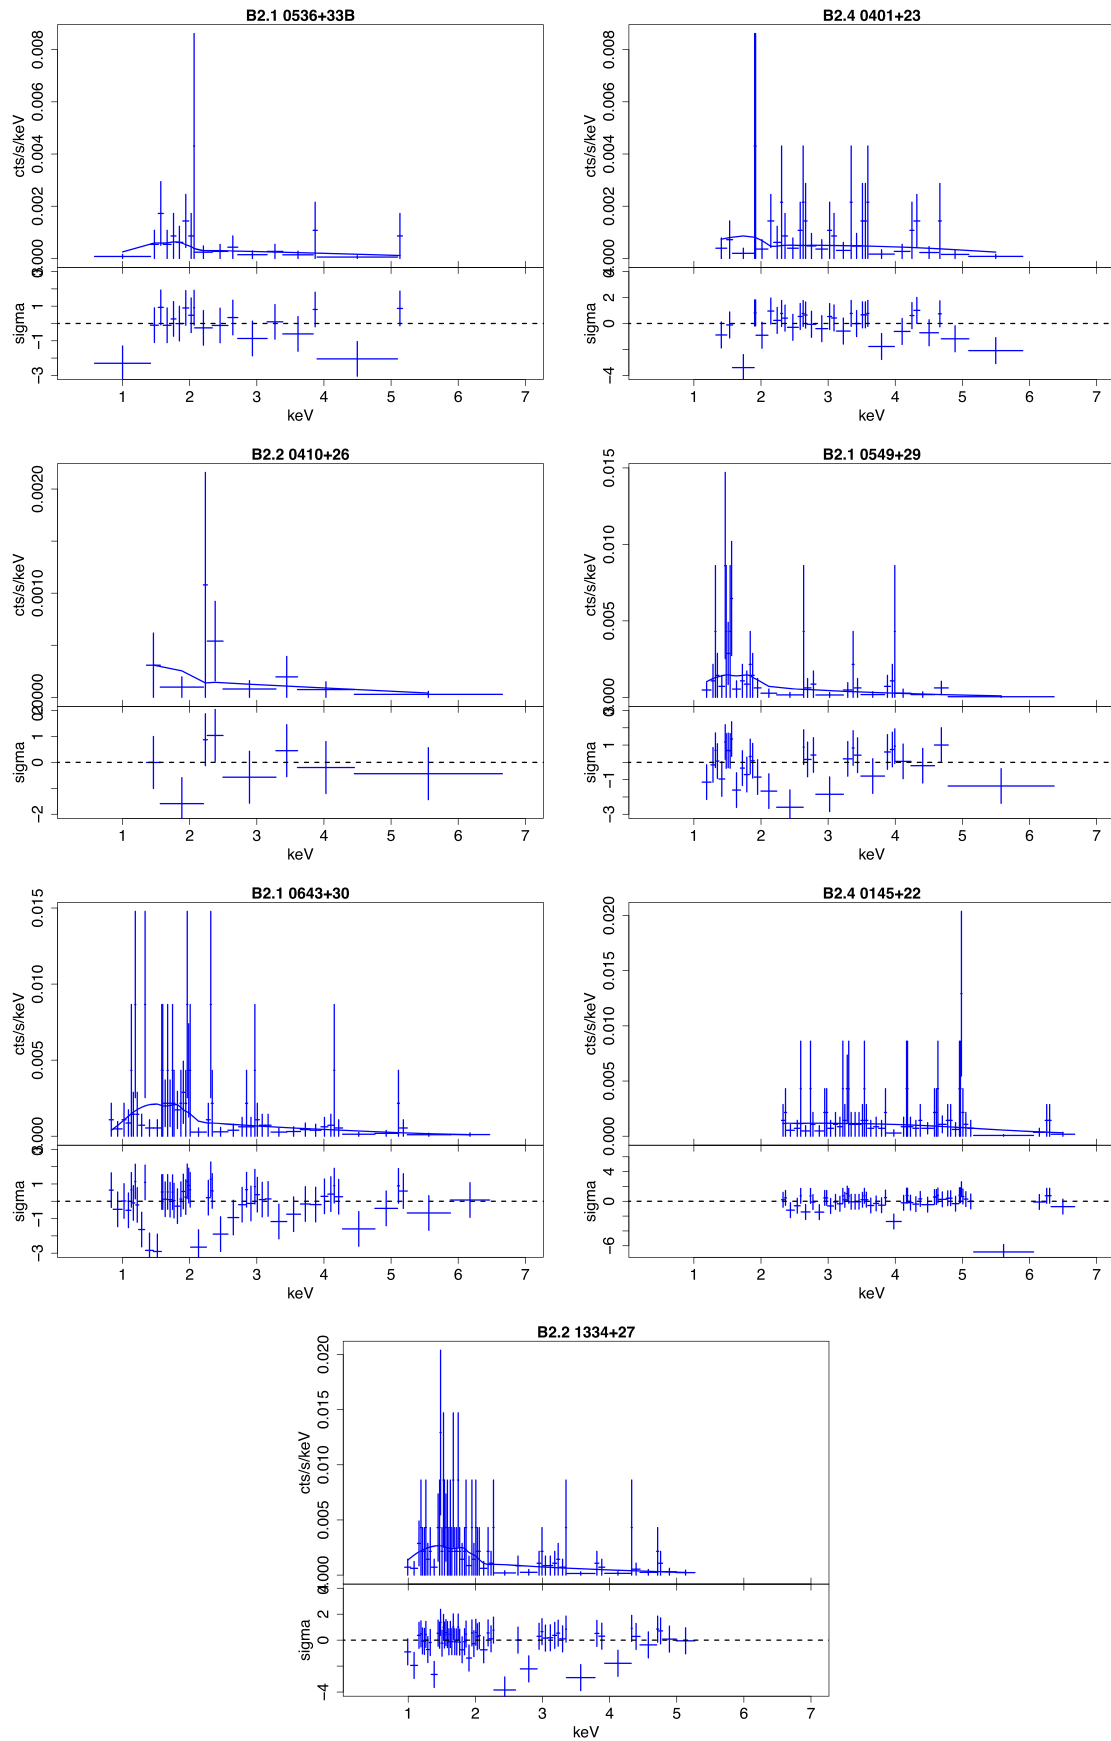 B2.1 0536+33B
cts/s/keV
0.000 0.002 0.004 0.006 0.008
sigma
−3 −1 1 3
1 2 3 4 5 6 7
keV
B2.4 0401+23
cts/s/keV
0.000 0.002 0.004 0.006 0.008
sigma
−4 0 2 4
1 2 3 4 5 6 7
keV
B2.2 0410+26
cts/s/keV
0.0000 0.0010 0.0020
sigma
−2 0 1 2
1 2 3 4 5 6 7
keV
B2.1 0549+29
cts/s/keV
0.000 0.005 0.010 0.015
sigma
−3 −1 1 3
1 2 3 4 5 6 7
keV
B2.1 0643+30
cts/s/keV
0.000 0.005 0.010 0.015
sigma
−3 −1 1 3
1 2 3 4 5 6 7
keV
B2.4 0145+22
cts/s/keV
0.000 0.005 0.010 0.015 0.020
sigma
−6 0 4
1 2 3 4 5 6 7
keV
B2.2 1334+27
cts/s/keV
0.000 0.005 0.010 0.015 0.020
sigma
−4 0 2 4
1 2 3 4 5 6 7
keV